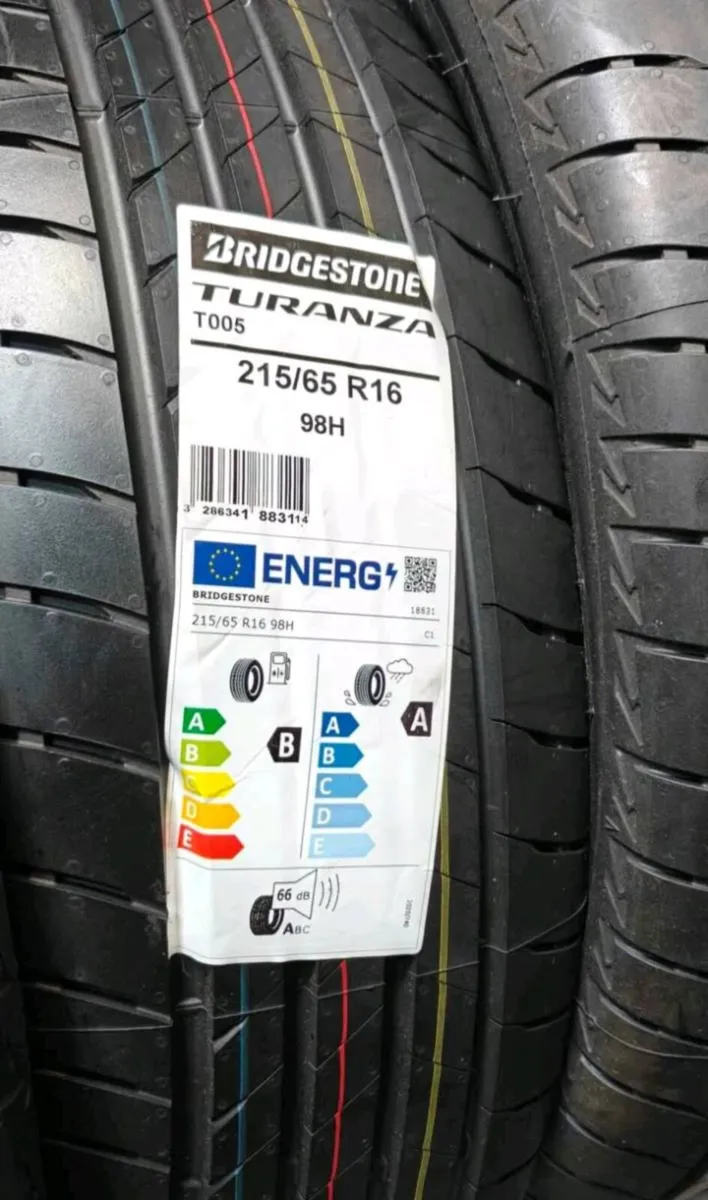 BRIDGESTONE
TURANZA
T005
215/65 R16
98H
3 286341 883114
ENERG
BRIDGESTONE
18831
215/65 R16 98H
C1
A
B
C
D
E
B
A
B
C
D
E
A
66 dB
ABC